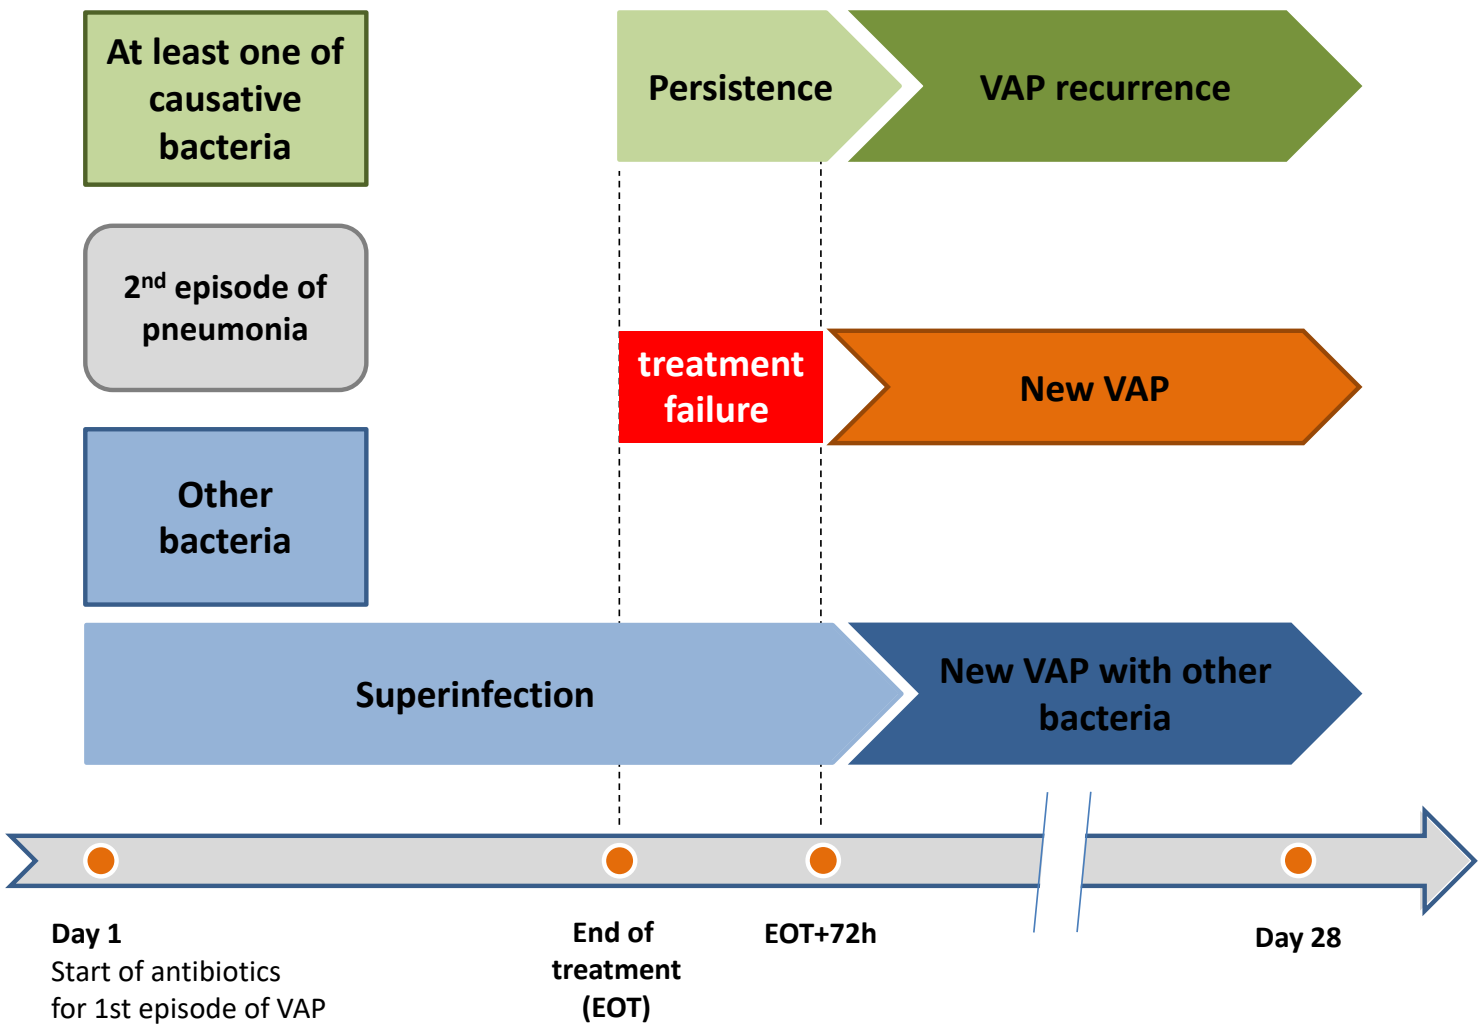 At least one of
causative
bacteria
Persistence
VAP recurrence
2nd episode of
pneumonia
treatment
failure
New VAP
Other
bacteria
Superinfection
New VAP with other
bacteria
Day 1
Start of antibiotics
for 1st episode of VAP
End of
treatment
(EOT)
EOT+72h
Day 28